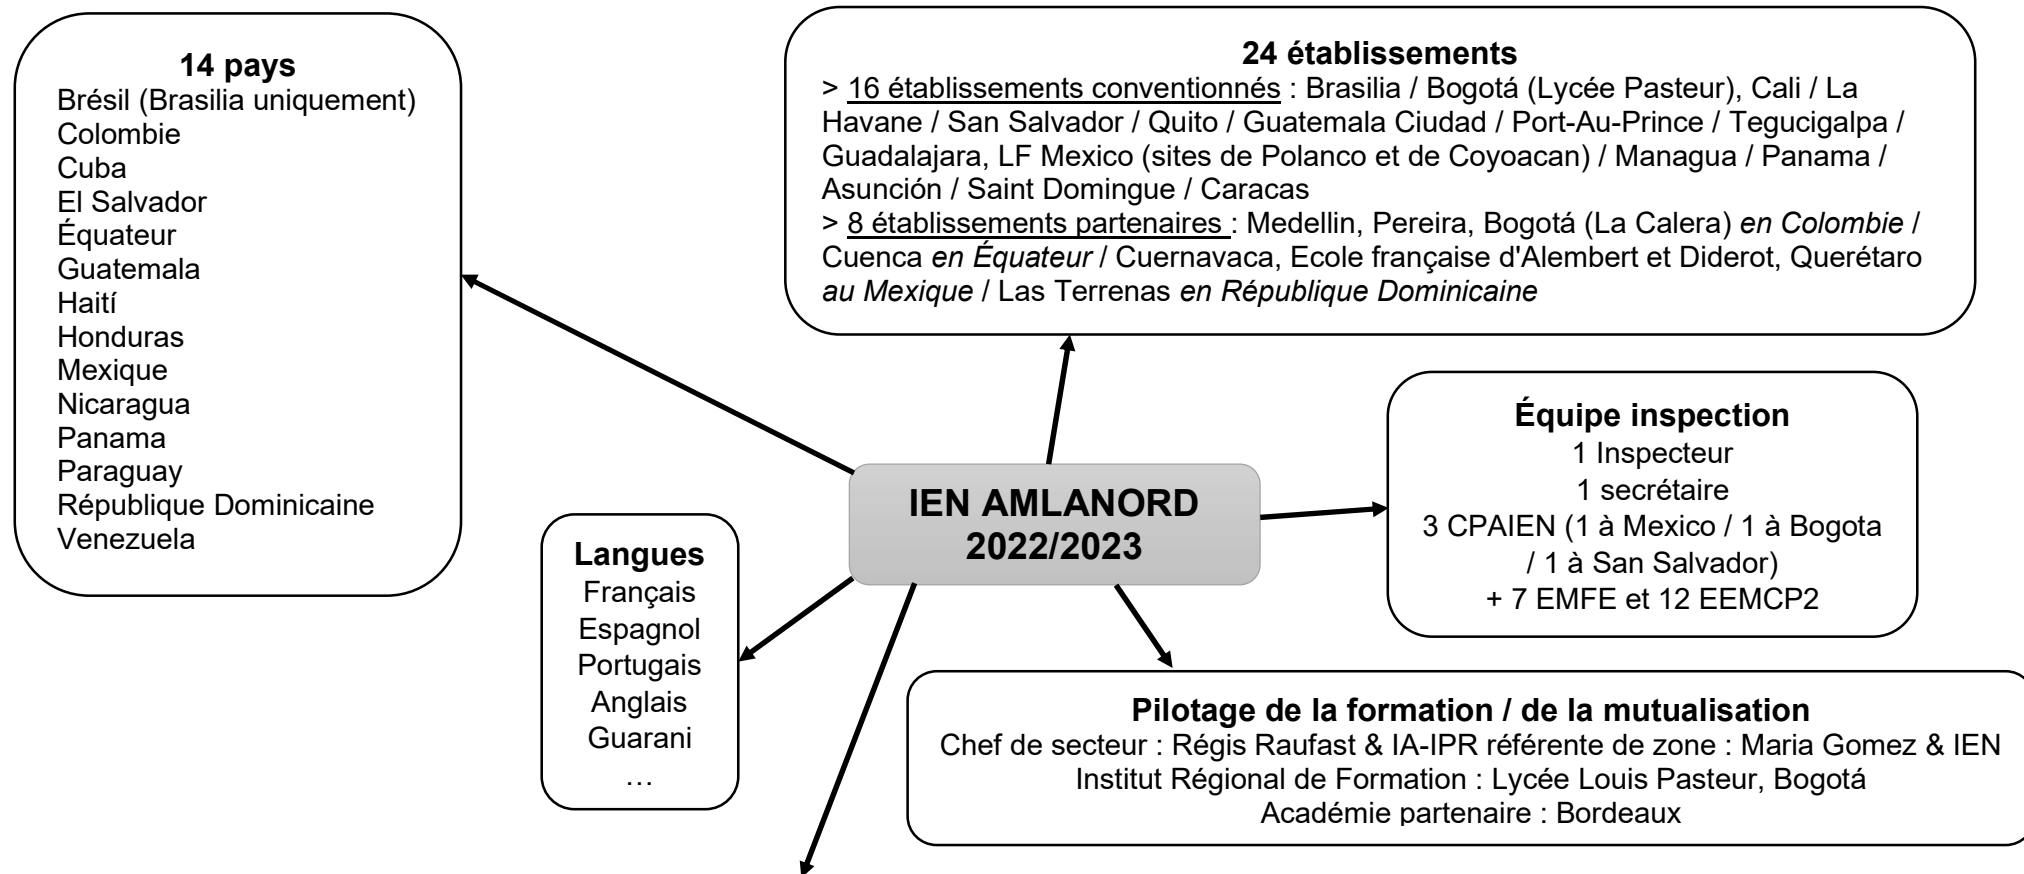 14 pays
Brésil (Brasilia uniquement)
Colombie
Cuba
El Salvador
Équateur
Guatemala
Haití
Honduras
Mexique
Nicaragua
Panama
Paraguay
République Dominicaine
Venezuela
24 établissements
> 16 établissements conventionnés : Brasilia / Bogotá (Lycée Pasteur), Cali / La
Havane / San Salvador / Quito / Guatemala Ciudad / Port-Au-Prince / Tegucigalpa /
Guadalajara, LF Mexico (sites de Polanco et de Coyoacan) / Managua / Panama /
Asunción / Saint Domingue / Caracas
> 8 établissements partenaires : Medellin, Pereira, Bogotá (La Calera) en Colombie /
Cuenca en Équateur / Cuernavaca, Ecole française d'Alembert et Diderot, Querétaro
au Mexique / Las Terrenas en République Dominicaine
Équipe inspection
1 Inspecteur
1 secrétaire
3 CPAIEN (1 à Mexico / 1 à Bogota
/ 1 à San Salvador)
+ 7 EMFE et 12 EEMCP2
IEN AMLANORD
2022/2023
Langues
Français
Espagnol
Portugais
Anglais
Guarani
…
Pilotage de la formation / de la mutualisation
Chef de secteur : Régis Raufast & IA-IPR référente de zone : Maria Gomez & IEN
Institut Régional de Formation : Lycée Louis Pasteur, Bogotá
Académie partenaire : Bordeaux